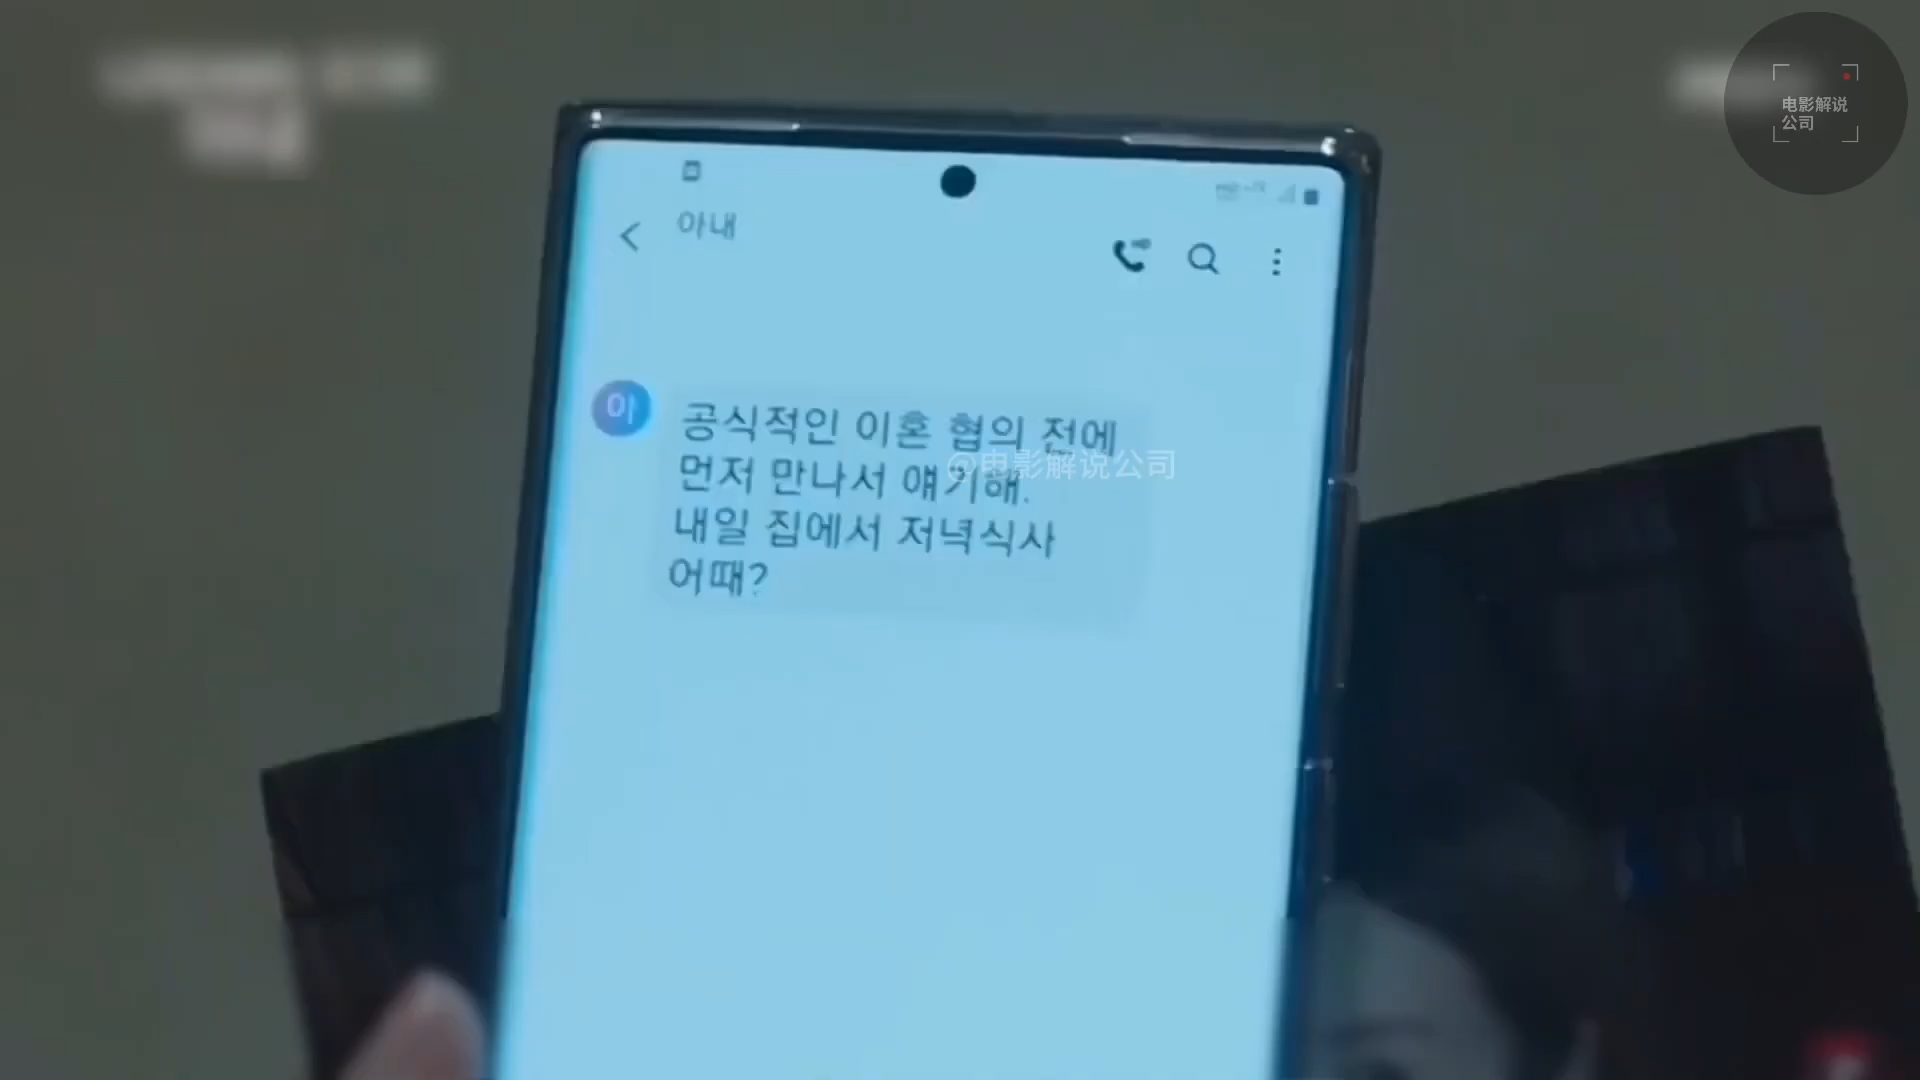 电影解说
公司
아내
아
공식적인 이혼 협의 전에
먼저 만나서 얘기해.
내일 집에서 저녁식사
어때?
@电影解说公司